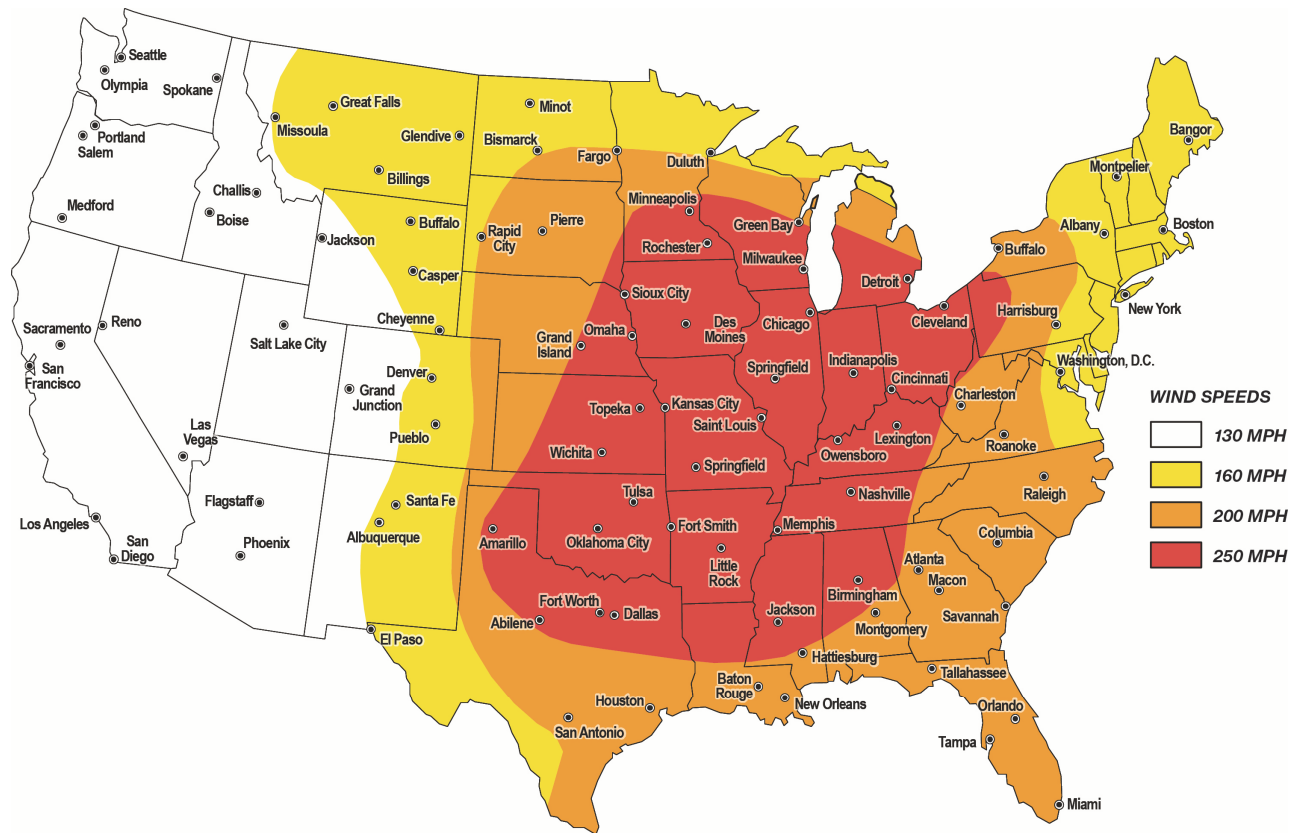 Seattle
Olympia
Spokane
Portland
Salem
Medford
Challis
Boise
Missoula
Great Falls
Glendive
Billings
Minot
Bismarck
Fargo
Duluth
Minneapolis
Buffalo
Jackson
Casper
Cheyenne
Rapid
City
Pierre
Rochester
Green Bay
Milwaukee
Detroit
Bangor
Montpelier
Albany
Boston
Buffalo
New York
Harrisburg
Washington, D.C.
Cleveland
Sacramento
Reno
San
Francisco
Salt Lake City
Grand
Junction
Denver
Pueblo
Sioux City
Omaha
Grand
Island
Des
Moines
Chicago
Springfield
Indianapolis
Cincinnati
Charleston
Roanoke
Las
Vegas
Topeka
Kansas City
Saint Louis
Wichita
Springfield
Owensboro
Lexington
Raleigh
Los Angeles
San
Diego
Flagstaff
Phoenix
Santa Fe
Albuquerque
Amarillo
Tulsa
Oklahoma City
Fort Smith
Little
Rock
Memphis
Nashville
Columbia
Atlanta
Macon
Savannah
Birmingham
Montgomery
El Paso
Abilene
Fort Worth
Dallas
Jackson
Hattiesburg
Tallahassee
Houston
San Antonio
Baton
Rouge
New Orleans
Orlando
Tampa
Miami
WIND SPEEDS
130 MPH
160 MPH
200 MPH
250 MPH